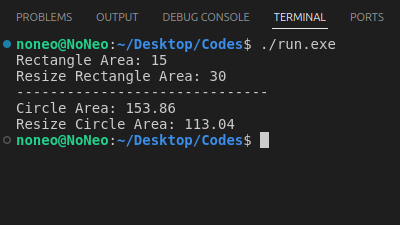 PROBLEMS OUTPUT DEBUG CONSOLE TERMINAL PORTS
noneo@NoNeo:~/Desktop/Codes$ ./run.exe
Rectangle Area: 15
Resize Rectangle Area: 30
------------------------------
Circle Area: 153.86
Resize Circle Area: 113.04
noneo@NoNeo:~/Desktop/Codes$